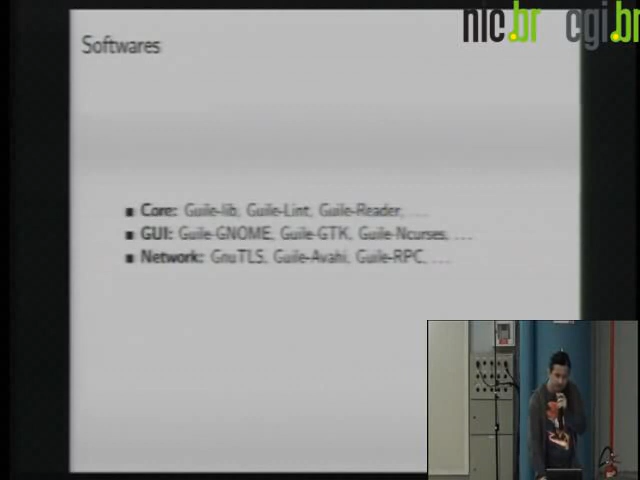 nic.br cgi.br
Softwares
Core: Guile-lib, Guile-Lint, Guile-Reader, ...
GUI: Guile-GNOME, Guile-GTK, Guile-Ncurses, ...
Network: GnuTLS, Guile-Avahi, Guile-RPC, ...